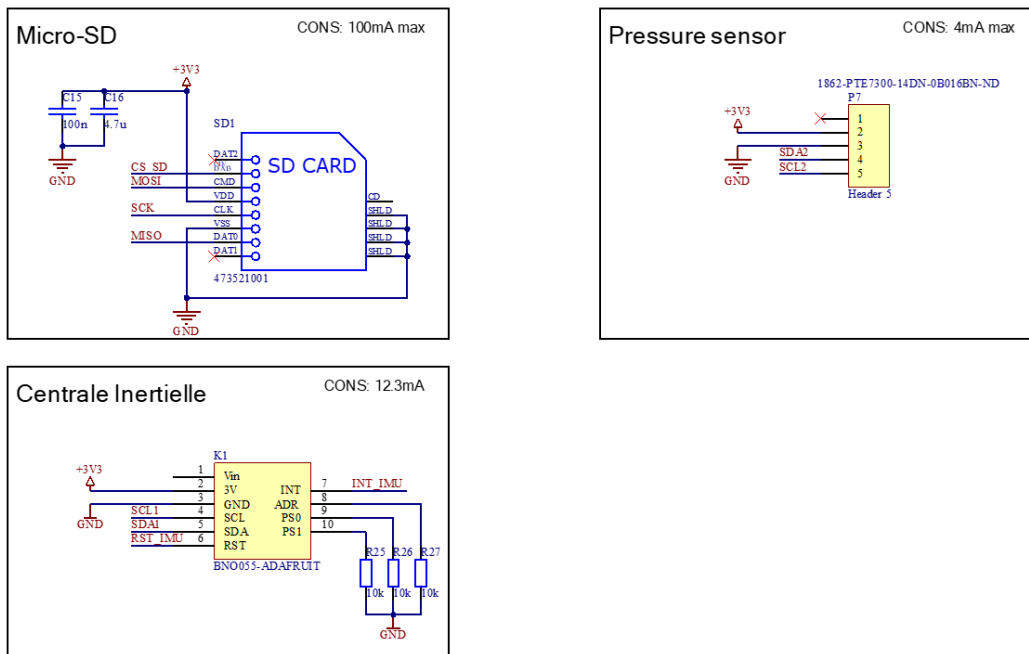 Micro-SD
CONS: 100mA max
+3V3
C15
C16
100n
4.7u
GND
SD1
SD CARD
DAT2
CS_SD
MOSI
CMD
VDD
CD
SCK
CLK
SHLD
VSS
SHLD
MISO
DAT0
SHLD
DAT1
SHLD
473521001
GND
Pressure sensor
CONS: 4mA max
1862-PTE7300-14DN-0B016BN-ND
P7
+3V3
1
2
3
SDA2
4
GND
SCL2
5
Header 5
Centrale Inertielle
CONS: 12.3mA
K1
+3V3
1
Vin
2
3V
INT
7
INT_IMU
3
GND
ADR
8
GND
SCL1
4
SCL
PS0
9
SDA1
5
SDA
PS1
10
RST_IMU
6
RST
BNO055-ADAFRUIT
R25
R26
R27
10k
10k
10k
GND